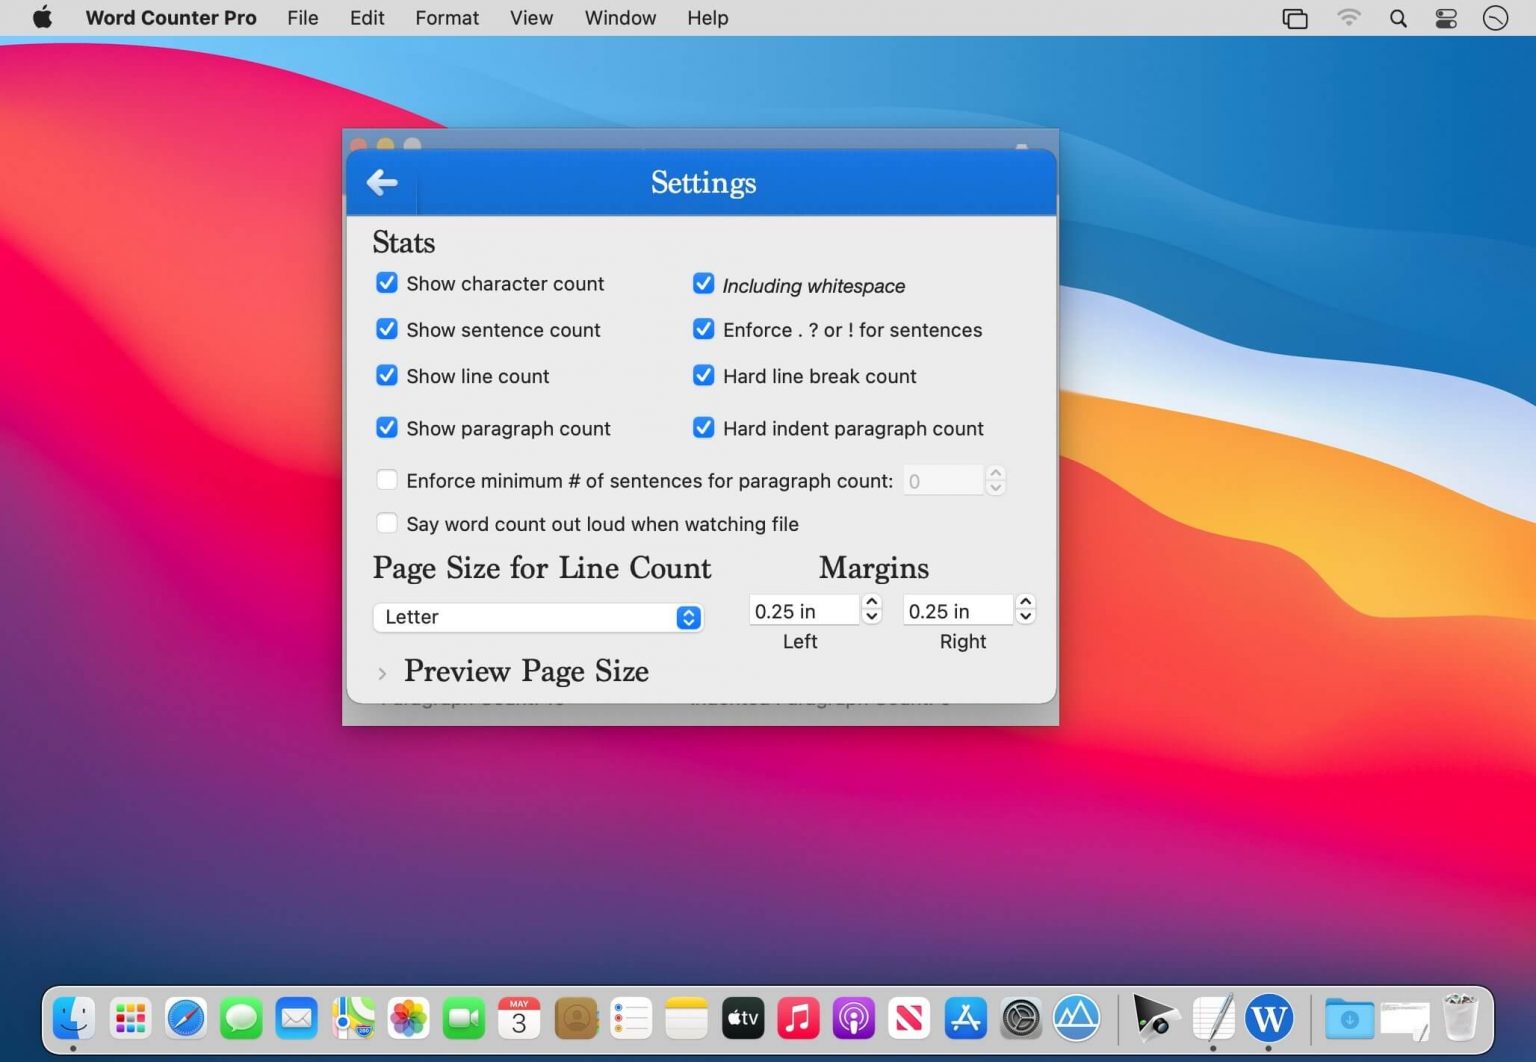 Word Counter Pro File Edit Format View Window Help
Settings
Stats
Show character count Including whitespace
Show sentence count Enforce . ? or ! for sentences
Show line count Hard line break count
Show paragraph count Hard indent paragraph count
Enforce minimum # of sentences for paragraph count: 0
Say word count out loud when watching file
Page Size for Line Count Margins
Letter 0.25 in 0.25 in
Left Right
Preview Page Size
MAY
3
tv
W